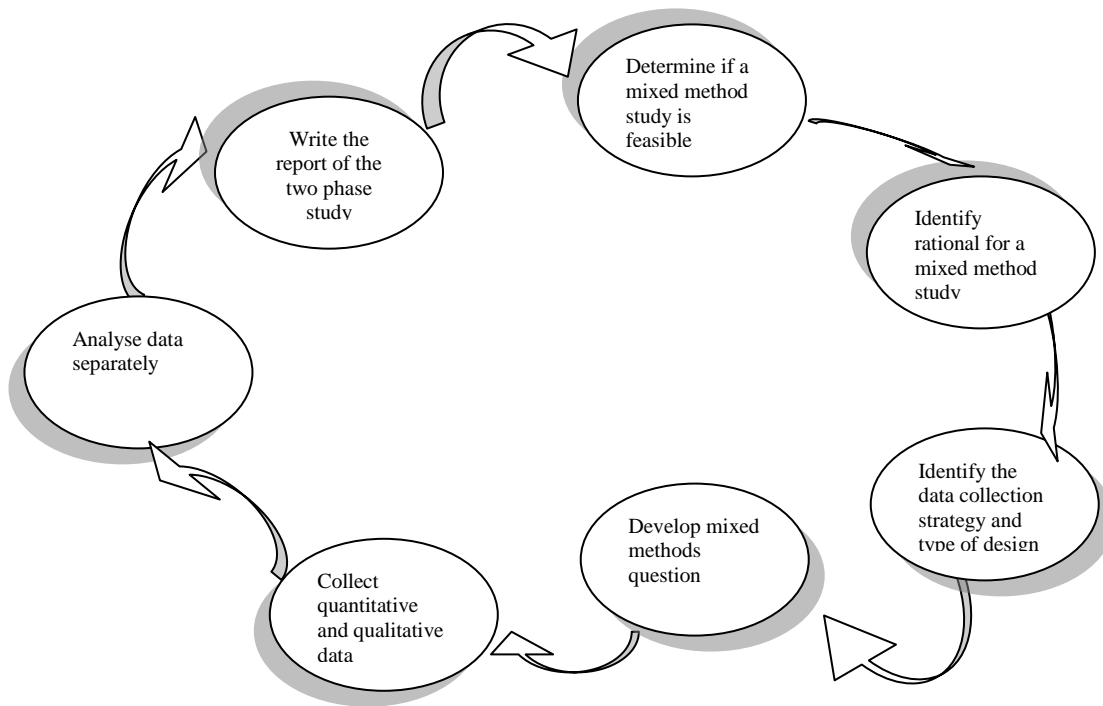 Determine if a
mixed method
study is
feasible
Identify
rational for a
mixed method
study
Identify the
data collection
strategy and
type of design
Develop mixed
methods
question
Collect
quantitative
and qualitative
data
Analyse data
separately
Write the
report of the
two phase
study